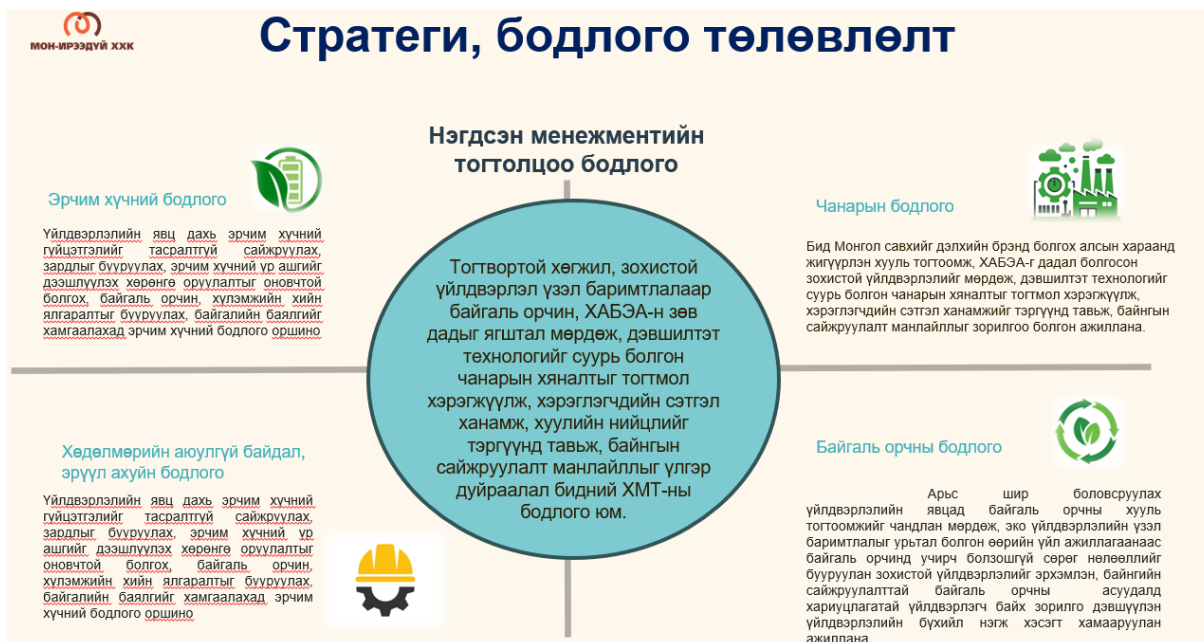 МОН-ИРЭЭДҮЙ ХХК
Стратеги, бодлого төлөвлөлт
Нэгдсэн менежментийн
тогтолцоо бодлого
Эрчим хүчний бодлого
Үйлдвэрлэлийн явц дахь эрчим хүчний
гүйцэтгэлийг тасралтгүй сайжруулах,
зардлыг бууруулах, эрчим хүчний үр ашгийг
дээшлүүлэх хөрөнгө оруулалтыг оновчтой
болгох, байгаль орчин, хүлэмжийн хийн
ялгаралтыг бууруулах, байгалийн баялгийг
хамгаалахад эрчим хүчний бодлого оршино
Чанарын бодлого
Бид Монгол савхийг дэлхийн брэнд болгох алсын хараанд
жигүүрлэн хууль тогтоомж, ХАБЭА-г дадал болгосон
зохистой үйлдвэрлэлийг мөрдөж, дэвшилтэт технологийг
суурь болгон чанарын хяналтыг тогтмол хэрэгжүүлж,
хэрэглэгчдийн сэтгэл ханамжийг тэргүүнд тавьж, байнгын
сайжруулалт манлайллыг зорилгоо болгон ажиллана.
Тогтвортой хөгжил, зохистой
үйлдвэрлэл үзэл баримтлалаар
байгаль орчин, ХАБЭА-н зөв
дадыг ягштал мөрдөж, дэвшилтэт
технологийг суурь болгон
чанарын хяналтыг тогтмол
хэрэгжүүлж, хэрэглэгчдийн сэтгэл
ханамж, хуулийн нийцлийг
тэргүүнд тавьж, байнгын
сайжруулалт манлайллыг үлгэр
дуйраалал бидний ХМТ-ны
бодлого юм.
Хөдөлмөрийн аюулгүй байдал,
эрүүл ахуйн бодлого
Үйлдвэрлэлийн явц дахь эрчим хүчний
гүйцэтгэлийг тасралтгүй сайжруулах,
зардлыг бууруулах, эрчим хүчний үр
ашгийг дээшлүүлэх хөрөнгө оруулалтыг
оновчтой болгох, байгаль орчин,
хүлэмжийн хийн ялгаралтыг бууруулах,
байгалийн баялгийг хамгаалахад эрчим
хүчний бодлого оршино
Байгаль орчны бодлого
Арьс шир боловсруулах
үйлдвэрлэлийн явцад байгаль орчны хууль
тогтоомжийг чандлан мөрдөж, эко үйлдвэрлэлийн үзэл
баримтлалыг урьтал болгон өөрийн үйл ажиллагаанаас
байгаль орчинд учирч болзошгүй сөрөг нөлөөллийг
бууруулан зохистой үйлдвэрлэлийг эрхэмлэн, байнгийн
сайжруулалттай байгаль орчны асуудалд
хариуцлагатай үйлдвэрлэгч байх зорилго дэвшүүлэн
үйлдвэрлэлийн бүхийл нэгж хэсэгт хамааруулан
ажиллана